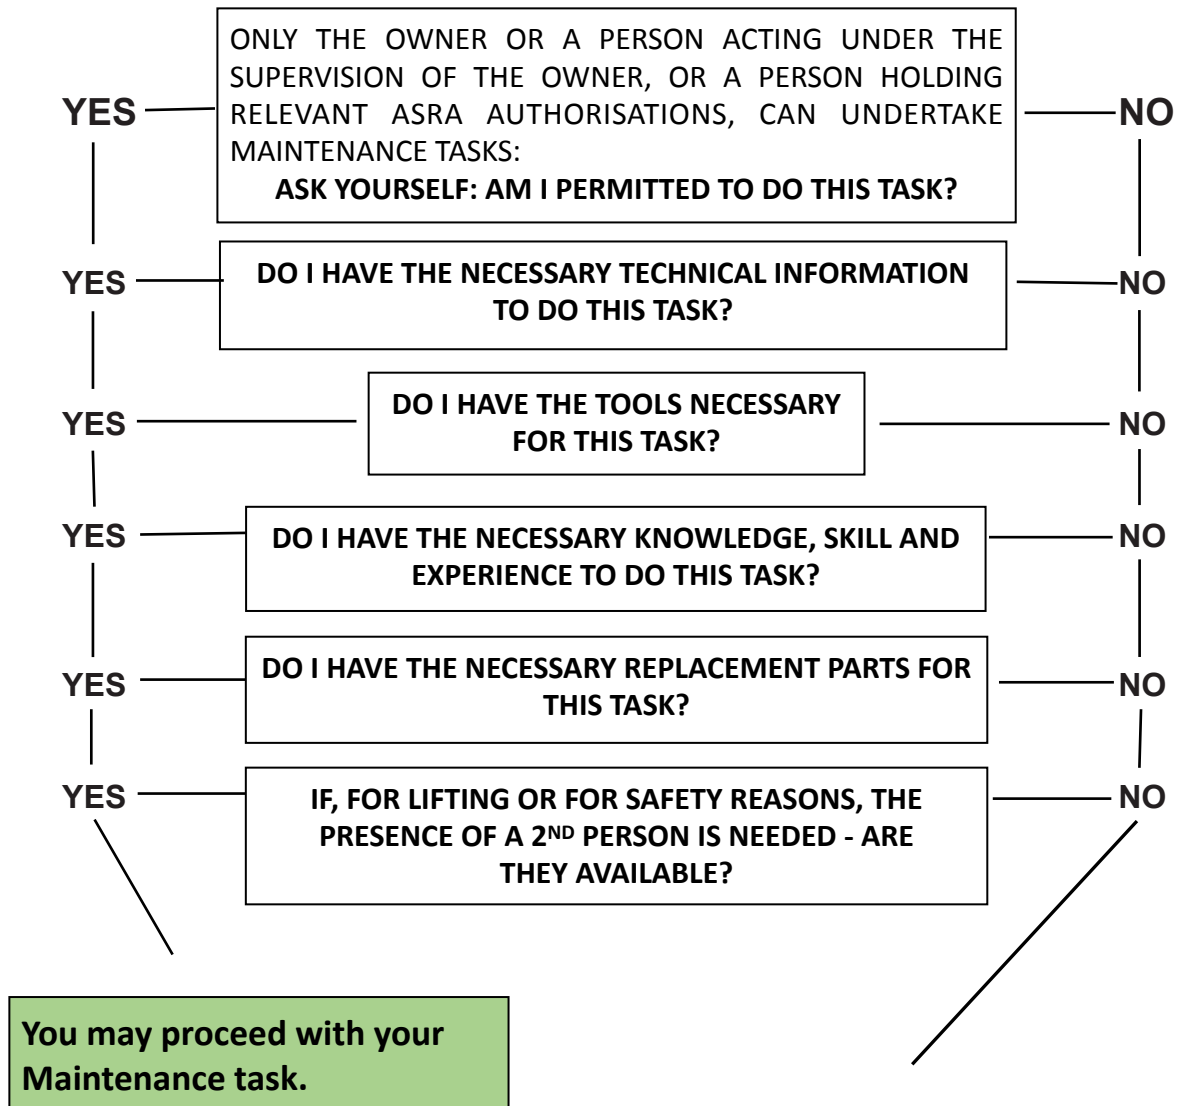 ONLY THE OWNER OR A PERSON ACTING UNDER THE
SUPERVISION OF THE OWNER, OR A PERSON HOLDING
YES
RELEVANT ASRA AUTHORISATIONS, CAN UNDERTAKE
NO
MAINTENANCE TASKS:
ASK YOURSELF: AM I PERMITTED TO DO THIS TASK?
YES
DO I HAVE THE NECESSARY TECHNICAL INFORMATION
TO DO THIS TASK?
NO
YES
DO I HAVE THE TOOLS NECESSARY
FOR THIS TASK?
NO
YES
DO I HAVE THE NECESSARY KNOWLEDGE, SKILL AND
EXPERIENCE TO DO THIS TASK?
NO
YES
DO I HAVE THE NECESSARY REPLACEMENT PARTS FOR
THIS TASK?
NO
YES
IF, FOR LIFTING OR FOR SAFETY REASONS, THE
PRESENCE OF A 2ND PERSON IS NEEDED - ARE
THEY AVAILABLE?
NO
You may proceed with your
Maintenance task.